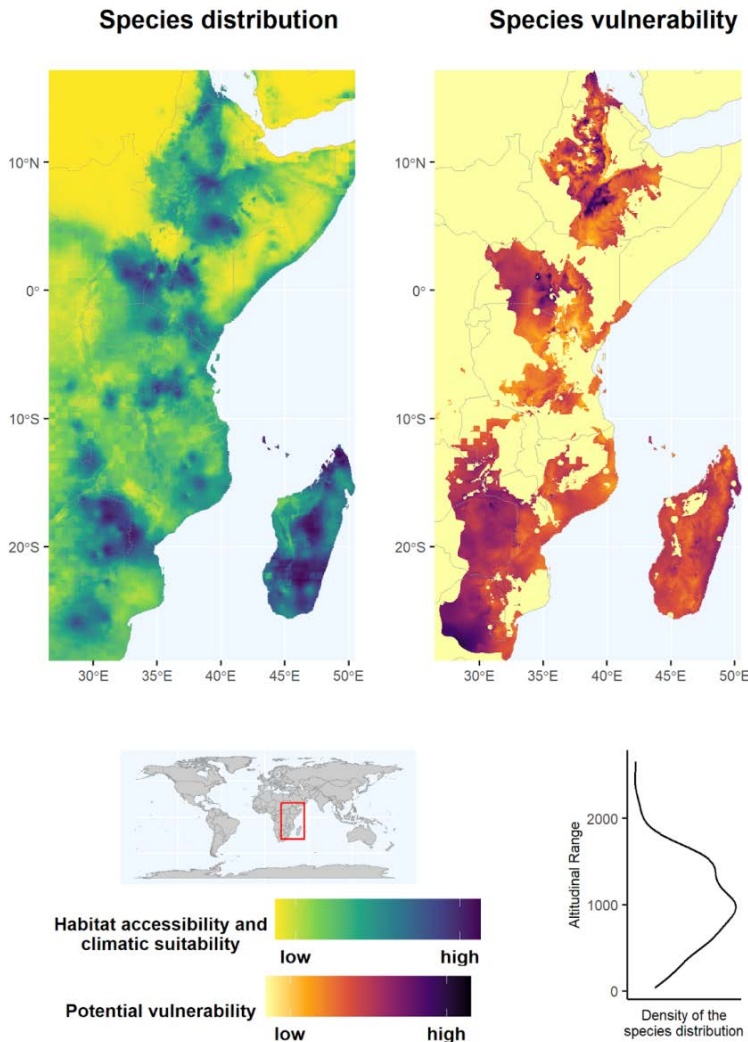 Species distribution
Species vulnerability
10°N
0°
10°S
20°S
30°E 35°E 40°E 45°E 50°E
10°N
0°
10°S
20°S
30°E 35°E 40°E 45°E 50°E
Habitat accessibility and
climatic suitability
low high
Potential vulnerability
low high
Altitudinal Range
2000
1000
0
Density of the
species distribution